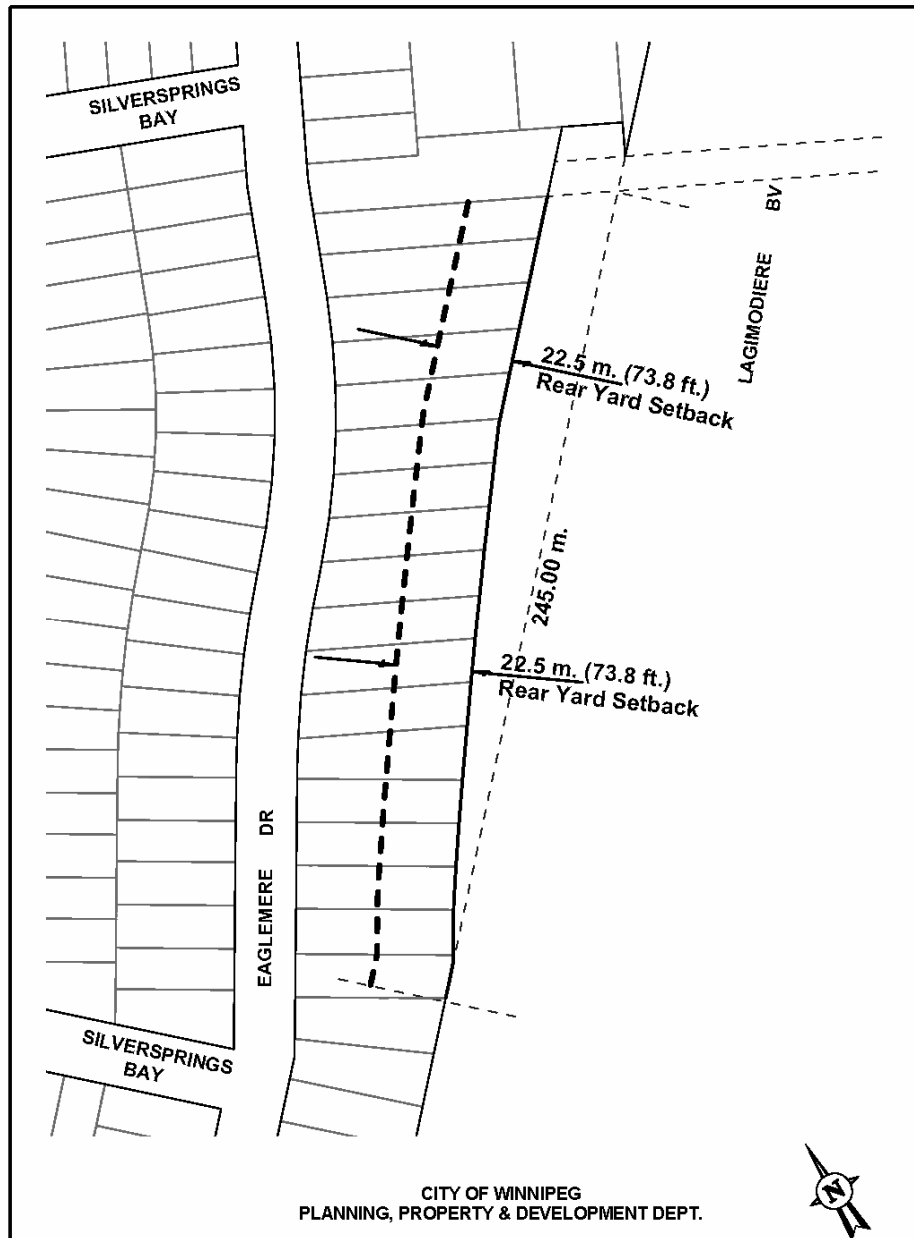 SILVERSPRINGS
BAY
LAGIMODIERE BV
22.5 m. (73.8 ft.)
Rear Yard Setback
245.00 m.
22.5 m. (73.8 ft.)
Rear Yard Setback
EAGLEMERE DR
SILVERSPRINGS
BAY
N
CITY OF WINNIPEG
PLANNING, PROPERTY & DEVELOPMENT DEPT.